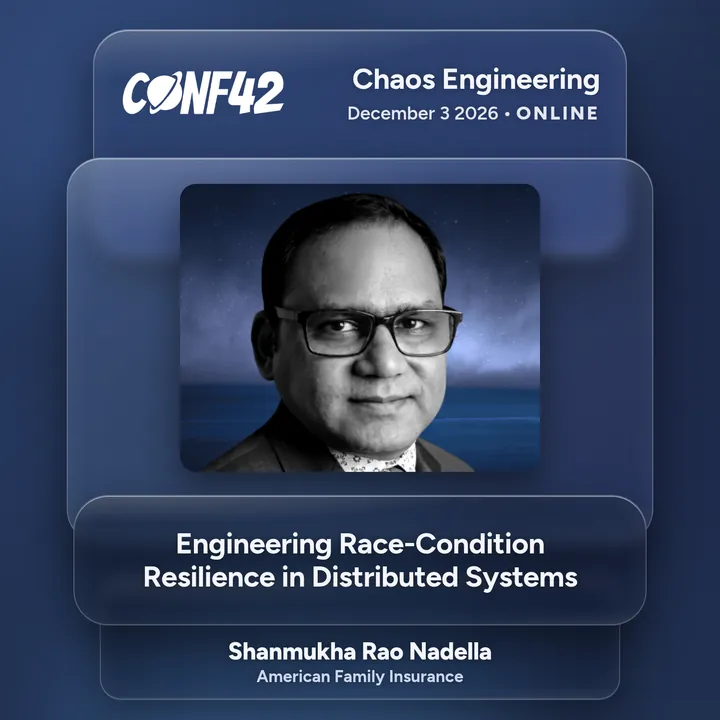 CONF42
Chaos Engineering
December 3 2026 • ONLINE
Engineering Race-Condition
Resilience in Distributed Systems
Shanmukha Rao Nadella
American Family Insurance